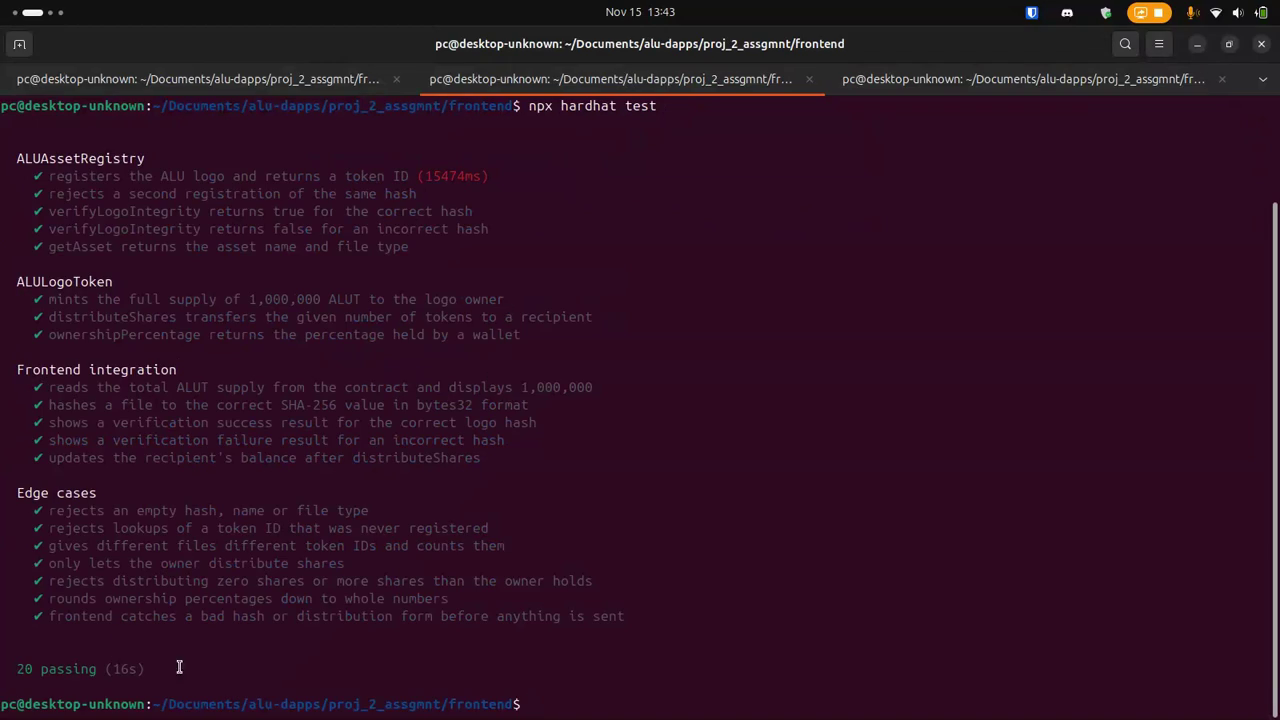 Nov 15 13:43
pc@desktop-unknown: ~/Documents/alu-dapps/proj_2_assgmnt/frontend
pc@desktop-unknown: ~/Documents/alu-dapps/proj_2_assgmnt/fr... × pc@desktop-unknown: ~/Documents/alu-dapps/proj_2_assgmnt/fr... × pc@desktop-unknown: ~/Documents/alu-dapps/proj_2_assgmnt/fr... ×
pc@desktop-unknown:~/Documents/alu-dapps/proj_2_assgmnt/frontend$ npx hardhat test
ALUAssetRegistry
✔ registers the ALU logo and returns a token ID (15474ms)
✔ rejects a second registration of the same hash
✔ verifyLogoIntegrity returns true for the correct hash
✔ verifyLogoIntegrity returns false for an incorrect hash
✔ getAsset returns the asset name and file type
ALULogoToken
✔ mints the full supply of 1,000,000 ALUT to the logo owner
✔ distributeShares transfers the given number of tokens to a recipient
✔ ownershipPercentage returns the percentage held by a wallet
Frontend integration
✔ reads the total ALUT supply from the contract and displays 1,000,000
✔ hashes a file to the correct SHA-256 value in bytes32 format
✔ shows a verification success result for the correct logo hash
✔ shows a verification failure result for an incorrect hash
✔ updates the recipient's balance after distributeShares
Edge cases
✔ rejects an empty hash, name or file type
✔ rejects lookups of a token ID that was never registered
✔ gives different files different token IDs and counts them
✔ only lets the owner distribute shares
✔ rejects distributing zero shares or more shares than the owner holds
✔ rounds ownership percentages down to whole numbers
✔ frontend catches a bad hash or distribution form before anything is sent
20 passing (16s)
pc@desktop-unknown:~/Documents/alu-dapps/proj_2_assgmnt/frontend$